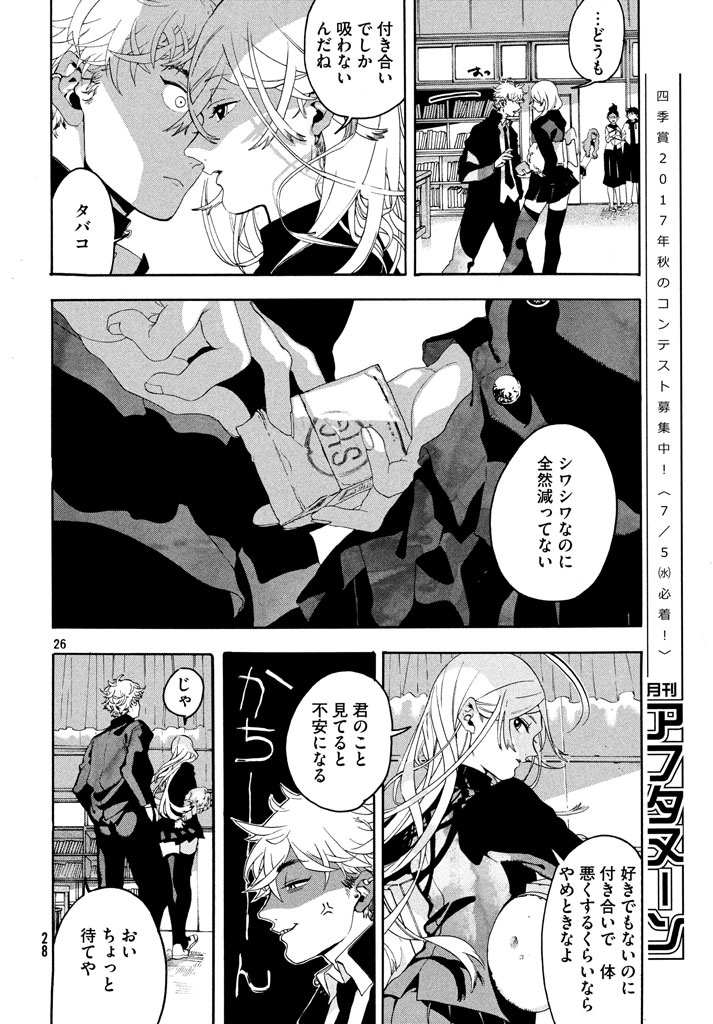 …どうも
すっ
付き合い
でしか
吸わない
んだね
タバコ
シワシワなのに
全然減ってない
好きでもないのに
付き合いで 体
悪くするくらいなら
やめときなよ
君のこと
見てると
不安になる
かちーーん
じゃ
おい
ちょっと
待てや
26
28
四季賞2017年秋のコンテスト募集中!〈7/5㈬必着!〉
月刊
アフタヌーン